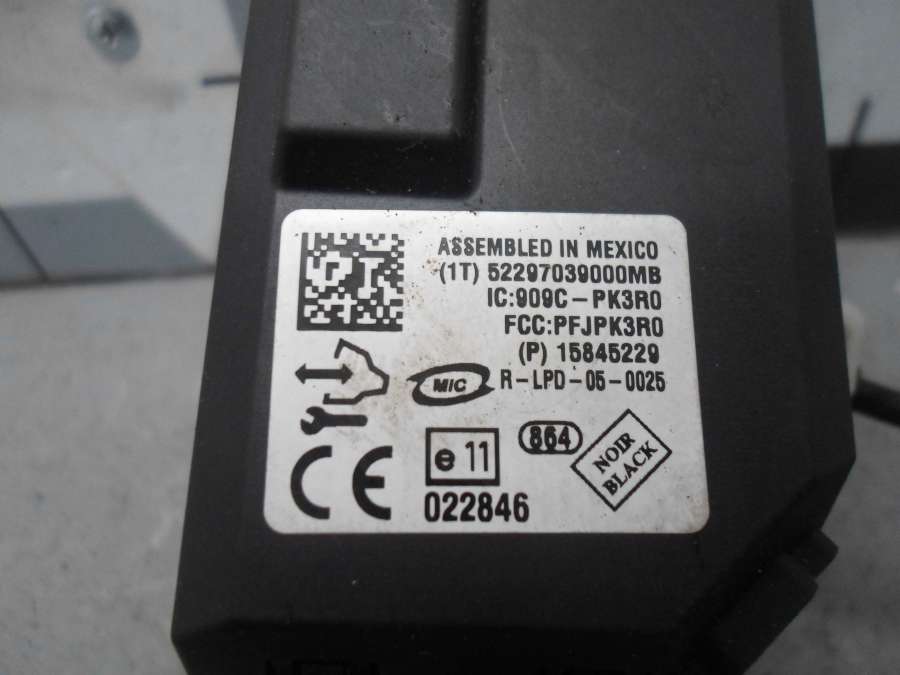 ASSEMBLED IN MEXICO
(1T) 52297039000MB
IC:909C-PK3R0
FCC:PFJPK3R0
(P) 15845229
MIC R-LPD-05-0025
864
NOIR
BLACK
CE
e 11
022846